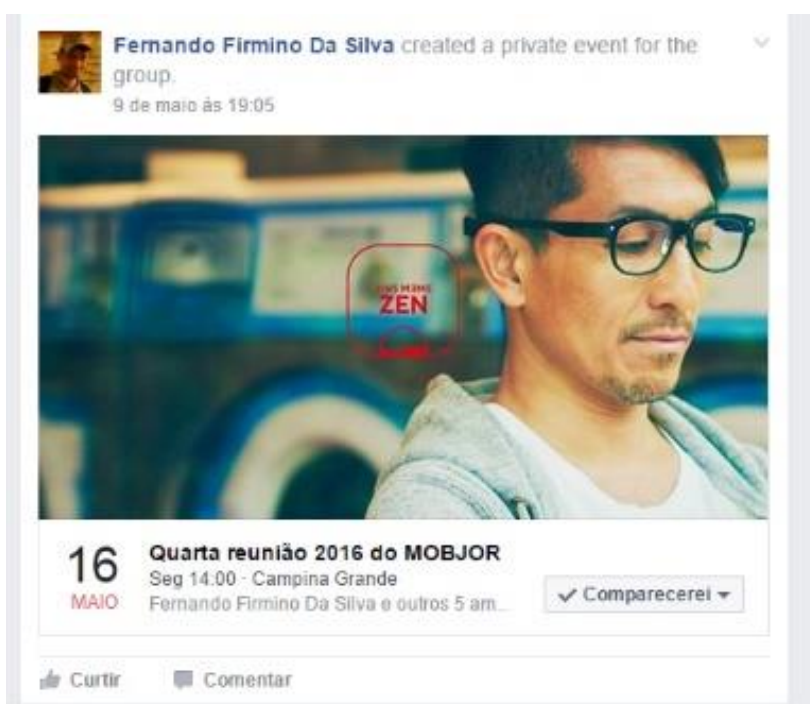 Fernando Firmino Da Silva created a private event for the
group.
9 de maio às 19:05
ZEN
16
MAIO
Quarta reunião 2016 do MOBJOR
Seg 14.00 · Campina Grande
Fernando Firmino Da Silva e outros 5 am...
Comparecerei
Curtir
Comentar